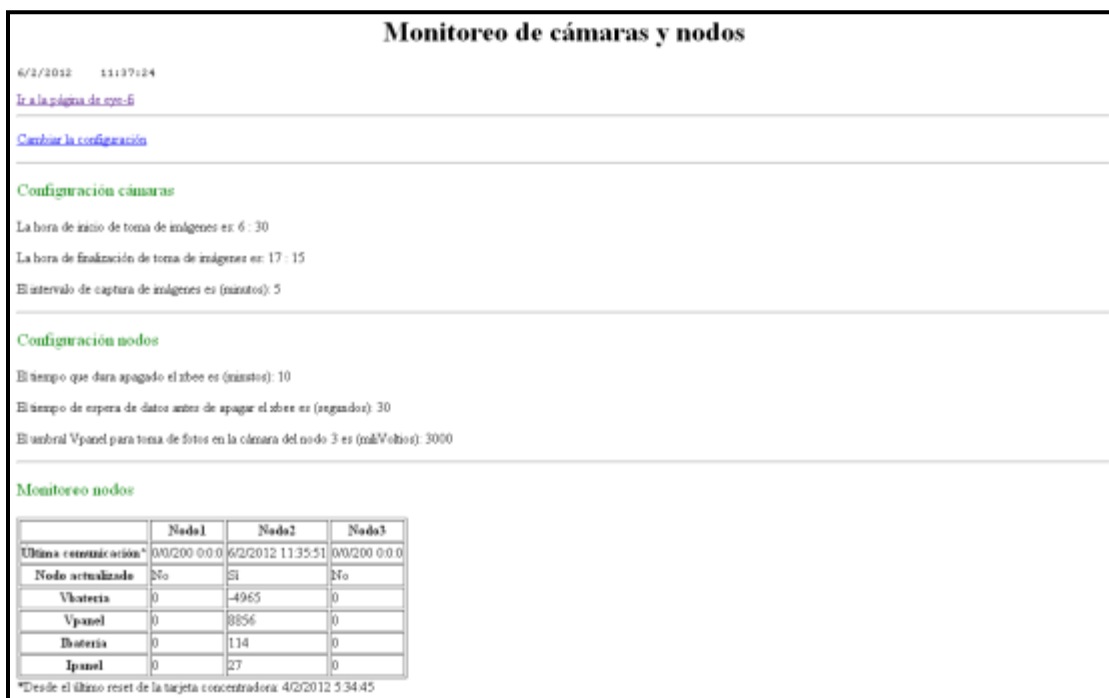 Monitoreo de cámaras y nodos
6/2/2012 11:37:24
Ir a la página de eye-fi
Cambiar la configuración
Configuración cámaras
La hora de inicio de toma de imágenes es: 6 : 30
La hora de finalización de toma de imágenes es: 17 : 15
El intervalo de captura de imágenes es (minutos): 5
Configuración nodos
El tiempo que dura apagado el xbee es (minutos): 10
El tiempo de espera de datos antes de apagar el xbee es (segundos): 30
El umbral Vpanel para toma de fotos en la cámara del nodo 3 es (miliVoltios): 3000
Monitoreo nodos
Nodo1 Nodo2 Nodo3
Última comunicación* 0/0/200 0:0:0 6/2/2012 11:35:51 0/0/200 0:0:0
Nodo actualizado No Si No
Vbateria 0 -4965 0
Vpanel 0 8856 0
Ibateria 0 114 0
Ipanel 0 27 0
*Desde el último reset de la tarjeta concentradora: 4/2/2012 5:34:45